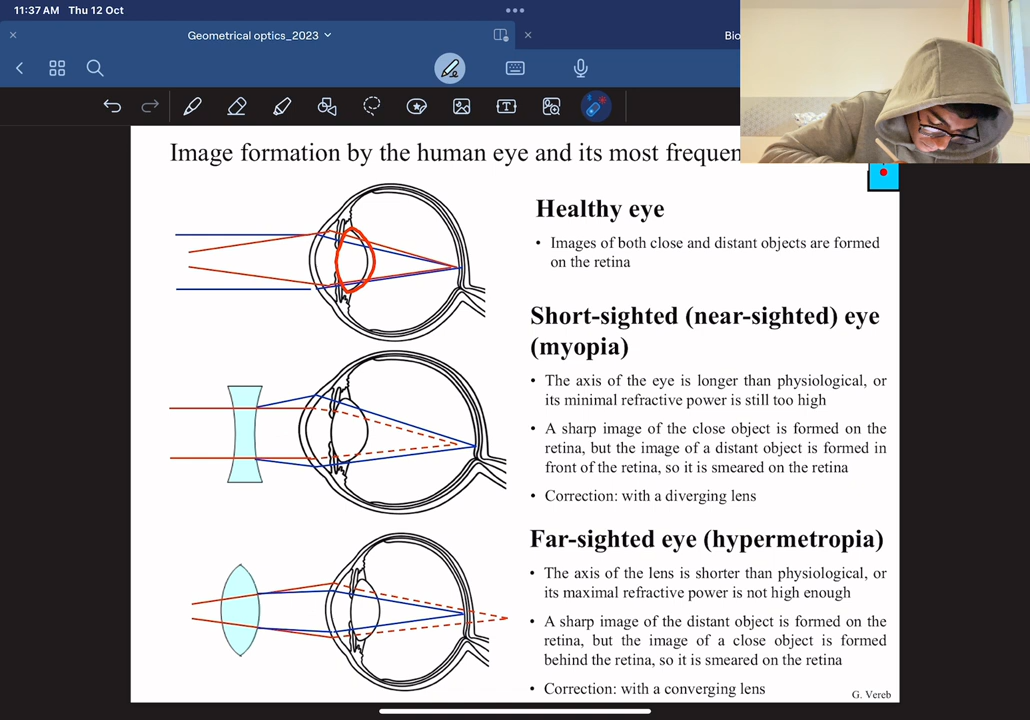 11:37 AM Thu 12 Oct
Geometrical optics_2023
Image formation by the human eye and its most
Healthy eye
• Images of both close and distant objects are formed
on the retina
Short-sighted (near-sighted) eye
(myopia)
• The axis of the eye is longer than physiological, or
its minimal refractive power is still too high
• A sharp image of the close object is formed on the
retina, but the image of a distant object is formed in
front of the retina, so it is smeared on the retina
• Correction: with a diverging lens
Far-sighted eye (hypermetropia)
• The axis of the lens is shorter than physiological, or
its maximal refractive power is not high enough
• A sharp image of the distant object is formed on the
retina, but the image of a close object is formed
behind the retina, so it is smeared on the retina
• Correction: with a converging lens
G. Vereb